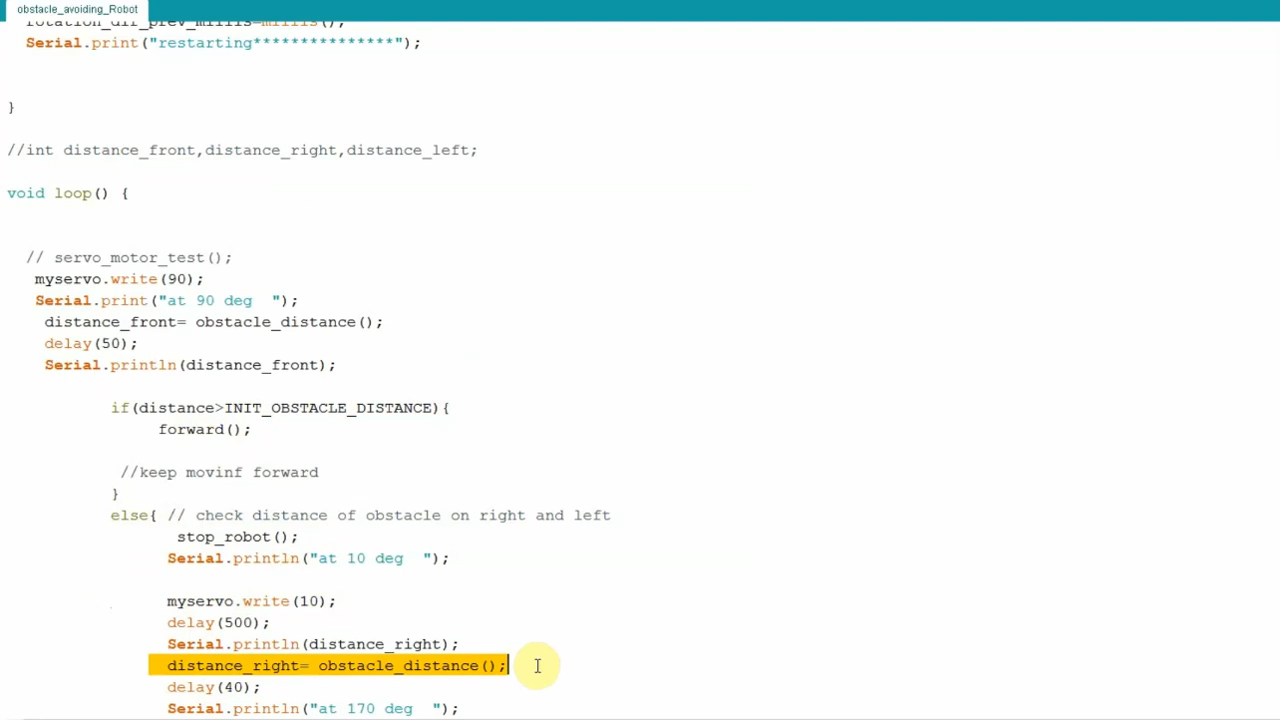 obstacle_avoiding_Robot
rotation_dir_prev_millis=millis();
Serial.print("restarting***************");
}
//int distance_front,distance_right,distance_left;
void loop() {
// servo_motor_test();
myservo.write(90);
Serial.print("at 90 deg  ");
distance_front= obstacle_distance();
delay(50);
Serial.println(distance_front);
if(distance>INIT_OBSTACLE_DISTANCE){
forward();
//keep movinf forward
}
else{ // check distance of obstacle on right and left
stop_robot();
Serial.println("at 10 deg  ");
myservo.write(10);
delay(500);
Serial.println(distance_right);
distance_right= obstacle_distance();
delay(40);
Serial.println("at 170 deg  ");